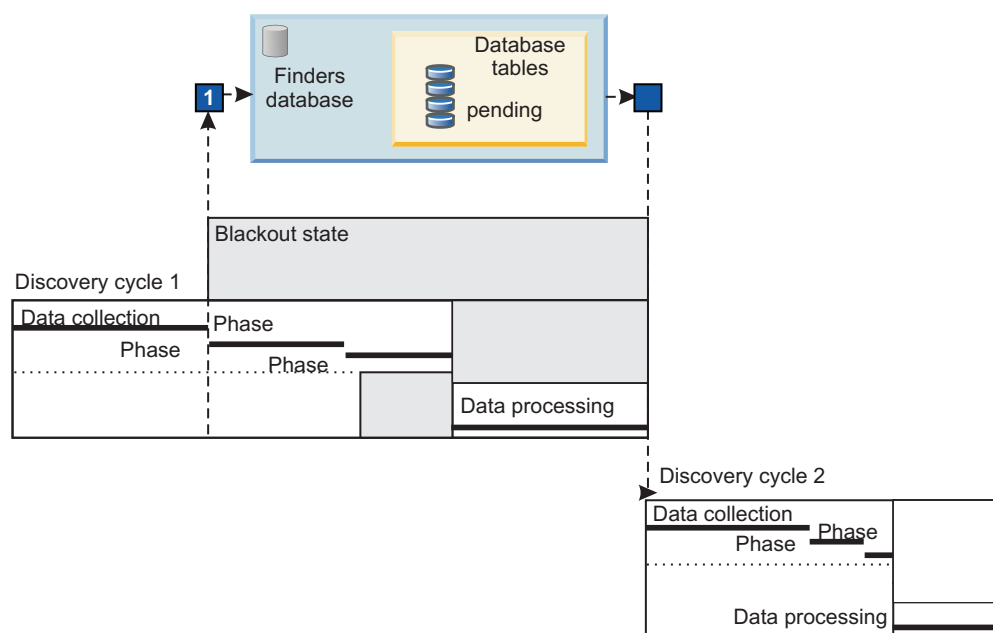 Database
tables
Finders
database
pending
1
Blackout state
Discovery cycle 1
Data collection
Phase
Phase
Phase
Data processing
Discovery cycle 2
Data collection
Phase
Phase
Data processing